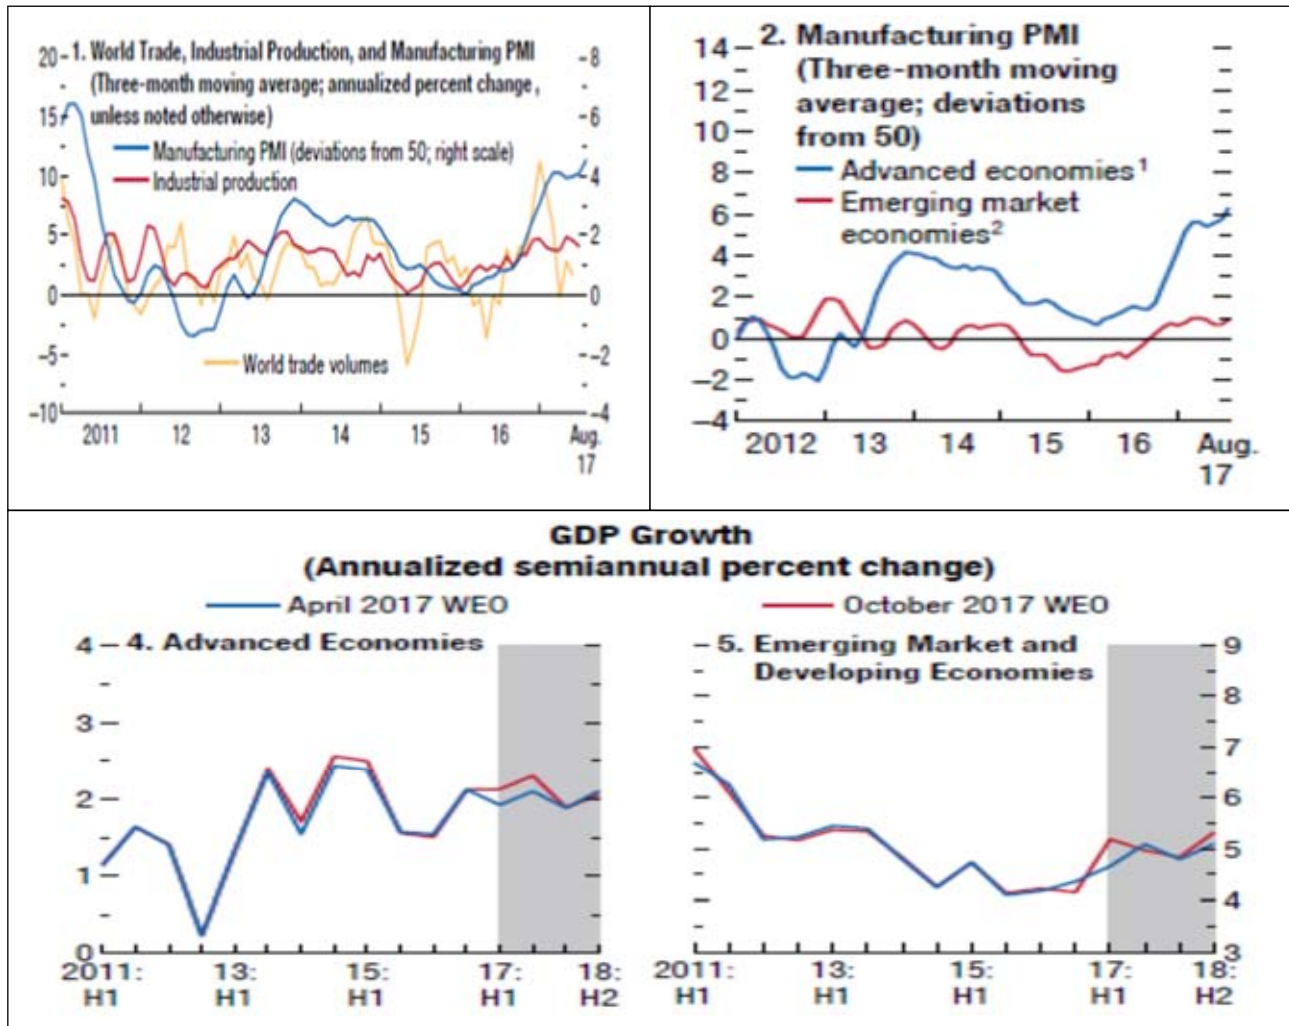 1. World Trade, Industrial Production, and Manufacturing PMI
(Three-month moving average; annualized percent change,
unless noted otherwise)
Manufacturing PMI (deviations from 50; right scale)
Industrial production
World trade volumes
20
15
10
5
0
–5
–10
8
6
4
2
0
–2
–4
2011 12 13 14 15 16 Aug.
17
2. Manufacturing PMI
(Three-month moving
average; deviations
from 50)
Advanced economies1
Emerging market
economies2
14
12
10
8
6
4
2
0
–2
–4
2012 13 14 15 16 Aug.
17
GDP Growth
(Annualized semiannual percent change)
April 2017 WEO October 2017 WEO
4. Advanced Economies
4
3
2
1
0
2011: 13: 15: 17: 18:
H1 H1 H1 H1 H2
5. Emerging Market and
Developing Economies
9
8
7
6
5
4
3
2011: 13: 15: 17: 18:
H1 H1 H1 H1 H2